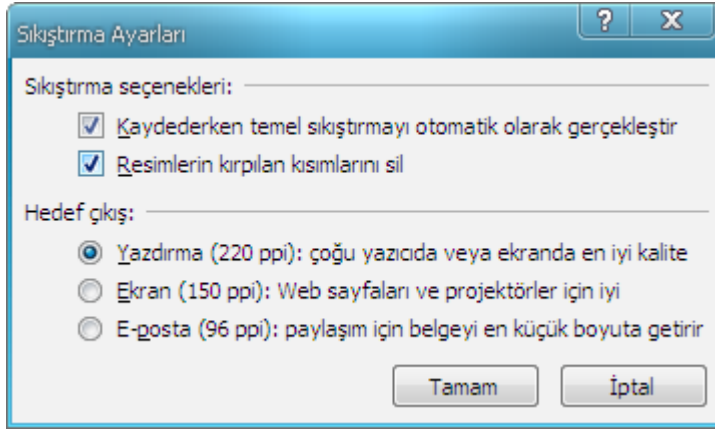 Sıkıştırma Ayarları
?
Sıkıştırma seçenekleri:
Kaydederken temel sıkıştırmayı otomatik olarak gerçekleştir
Resimlerin kırpılan kısımlarını sil
Hedef çıkış:
Yazdırma (220 ppi): çoğu yazıcıda veya ekranda en iyi kalite
Ekran (150 ppi): Web sayfaları ve projektörler için iyi
E-posta (96 ppi): paylaşım için belgeyi en küçük boyuta getirir
Tamam İptal